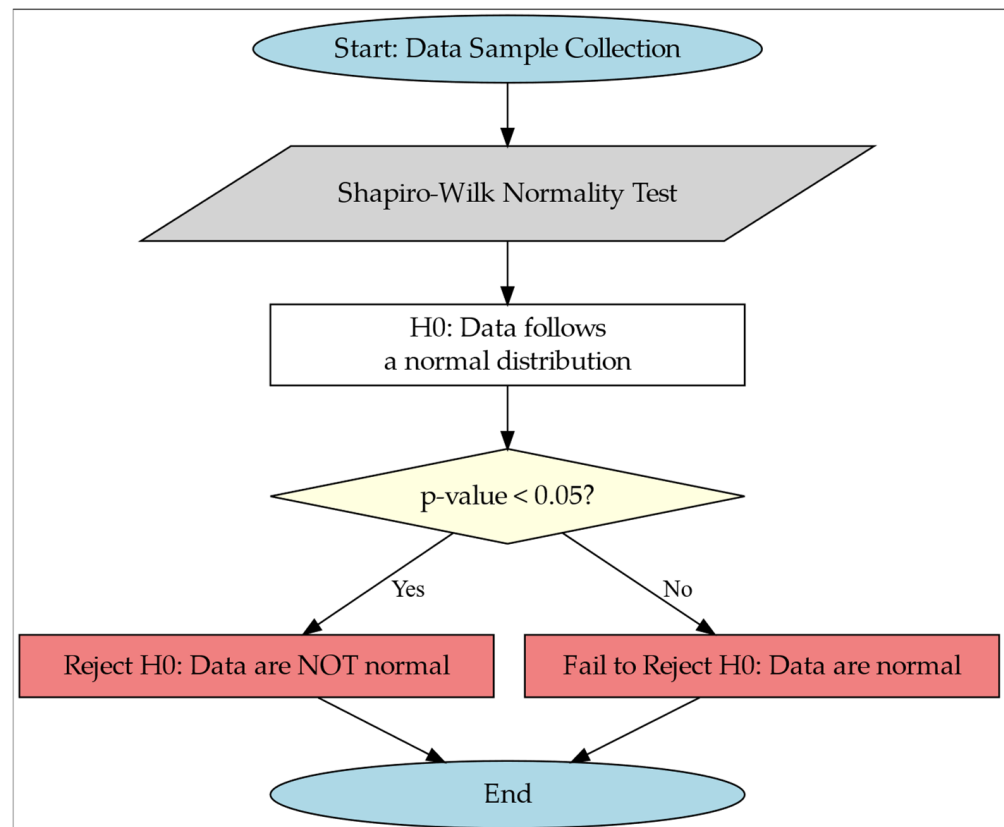 Start: Data Sample Collection
Shapiro-Wilk Normality Test
H0: Data follows
a normal distribution
p-value < 0.05?
Yes
No
Reject H0: Data are NOT normal
Fail to Reject H0: Data are normal
End